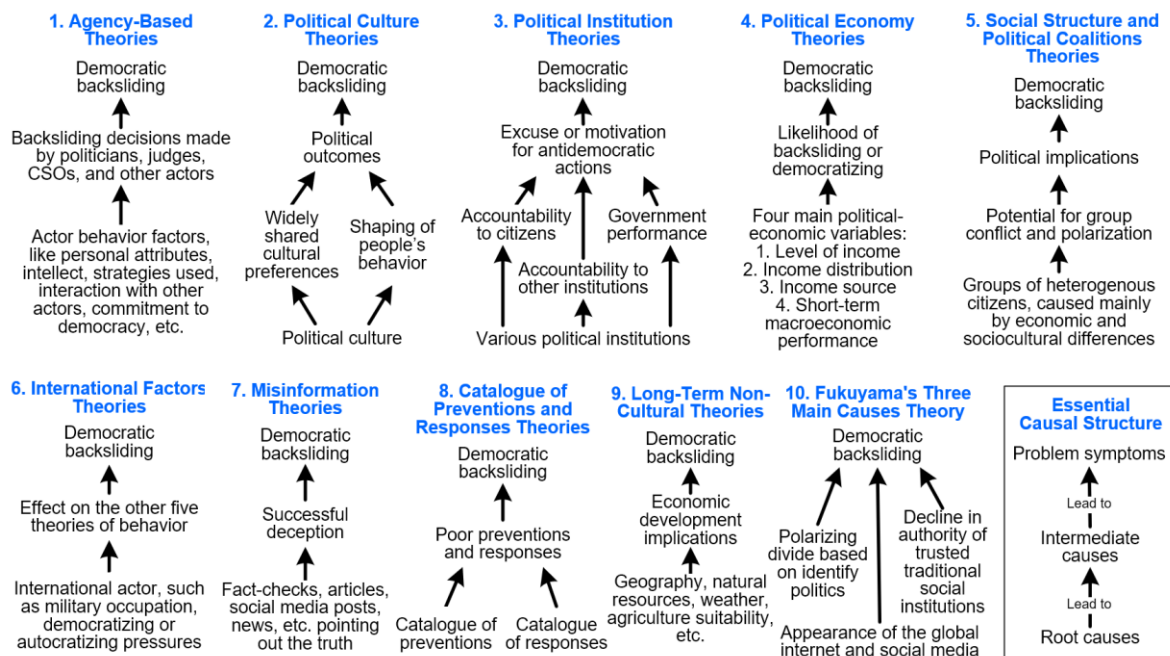 1. Agency-Based
Theories
Democratic
backsliding
Backsliding decisions made
by politicians, judges,
CSOs, and other actors
Actor behavior factors,
like personal attributes,
intellect, strategies used,
interaction with other
actors, commitment to
democracy, etc.
2. Political Culture
Theories
Democratic
backsliding
Political
outcomes
Widely
shared
cultural
preferences
Shaping of
people's
behavior
Political culture
3. Political Institution
Theories
Democratic
backsliding
Excuse or motivation
for antidemocratic
actions
Accountability
to citizens
Government
performance
Accountability to
other institutions
Various political institutions
4. Political Economy
Theories
Democratic
backsliding
Likelihood of
backsliding or
democratizing
Four main political-
economic variables:
1. Level of income
2. Income distribution
3. Income source
4. Short-term
macroeconomic
performance
5. Social Structure and
Political Coalitions
Theories
Democratic
backsliding
Political implications
Potential for group
conflict and polarization
Groups of heterogenous
citizens, caused mainly
by economic and
sociocultural differences
6. International Factors
Theories
Democratic
backsliding
Effect on the other five
theories of behavior
International actor, such
as military occupation,
democratizing or
autocratizing pressures
7. Misinformation
Theories
Democratic
backsliding
Successful
deception
Fact-checks, articles,
social media posts,
news, etc. pointing
out the truth
8. Catalogue of
Preventions and
Responses Theories
Democratic
backsliding
Poor preventions
and responses
Catalogue of
preventions
Catalogue of
responses
9. Long-Term Non-
Cultural Theories
Democratic
backsliding
Economic
development
implications
Geography, natural
resources, weather,
agriculture suitability,
etc.
10. Fukuyama's Three
Main Causes Theory
Democratic
backsliding
Polarizing
divide based
on identify
politics
Decline in
authority of
trusted
traditional
social
institutions
Appearance of the global
internet and social media
Essential
Causal Structure
Problem symptoms
Lead to
Intermediate
causes
Lead to
Root causes